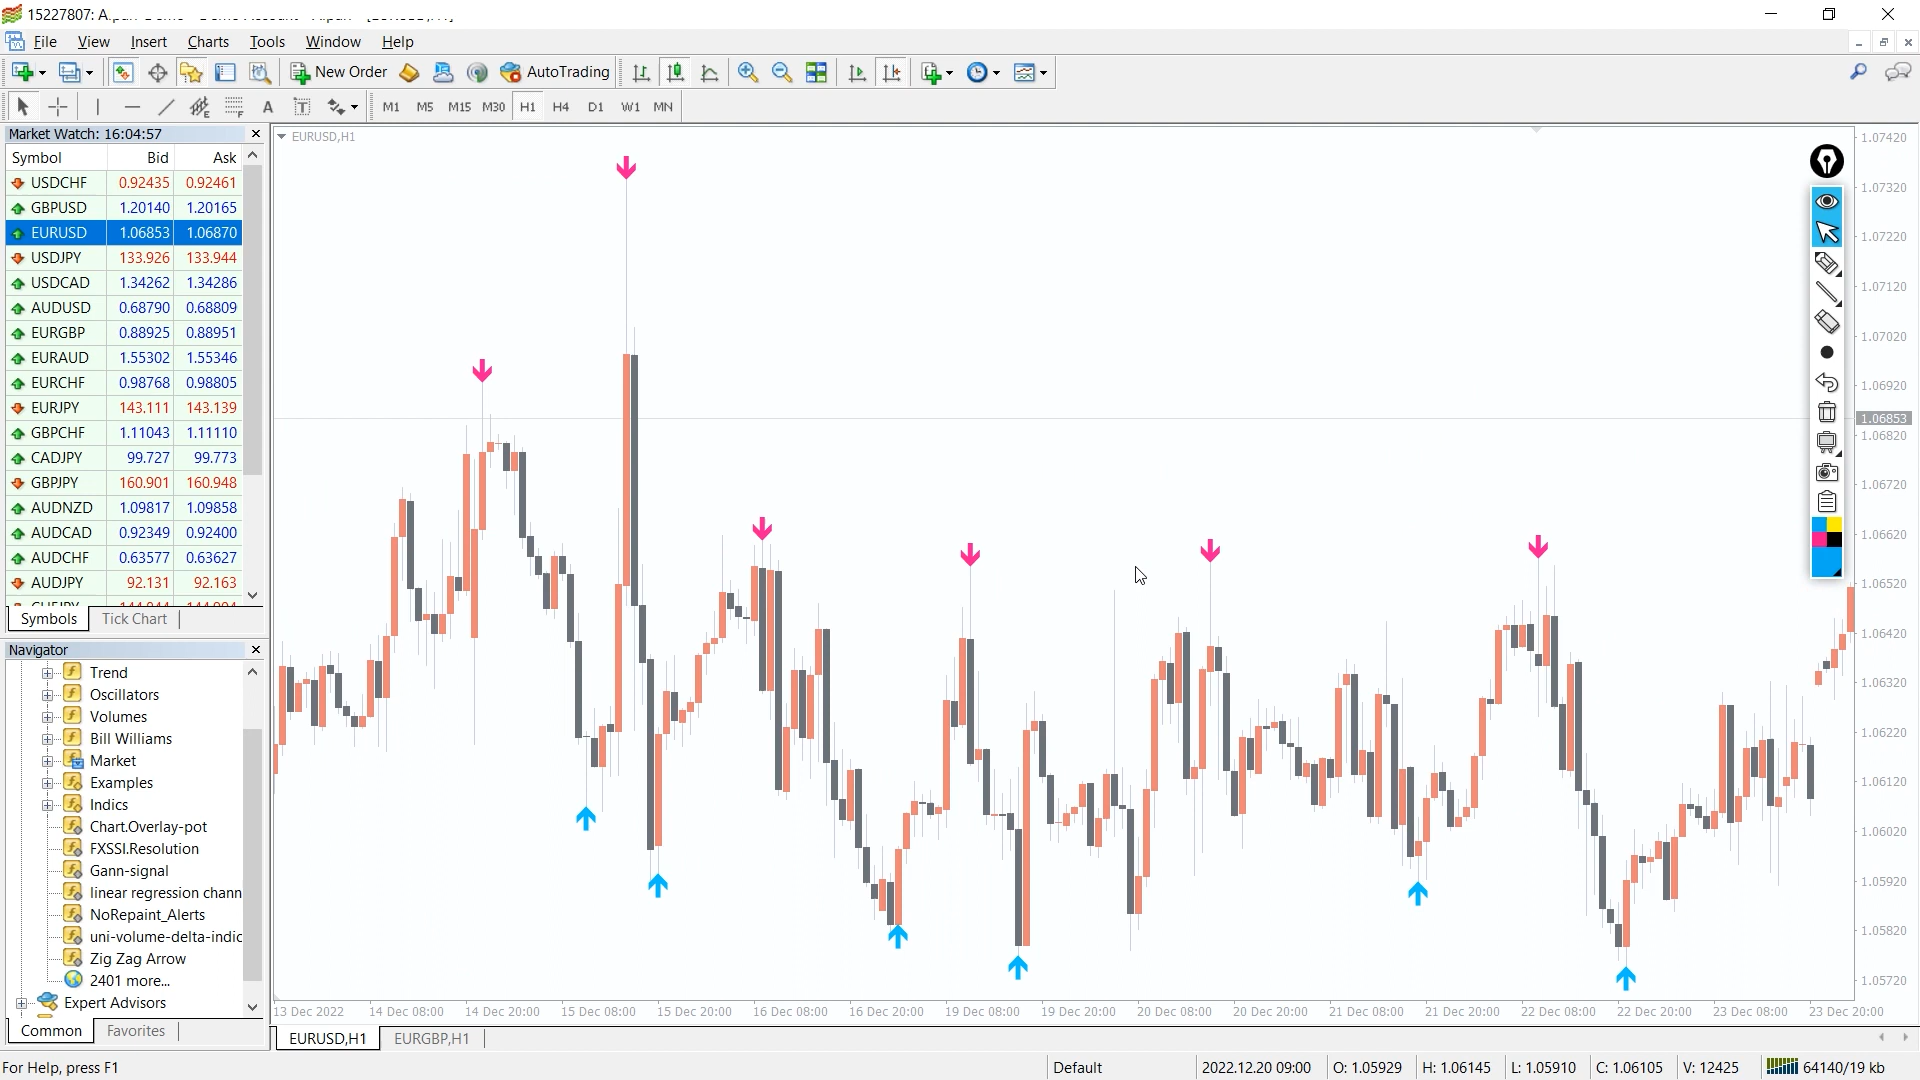 15227807:
File View Insert Charts Tools Window Help
New Order AutoTrading
M1 M5 M15 M30 H1 H4 D1 W1 MN
Market Watch: 16:04:57
Symbol Bid Ask
USDCHF 0.92435 0.92461
GBPUSD 1.20140 1.20165
EURUSD 1.06853 1.06870
USDJPY 133.926 133.944
USDCAD 1.34262 1.34286
AUDUSD 0.68790 0.68809
EURGBP 0.88925 0.88951
EURAUD 1.55302 1.55346
EURCHF 0.98768 0.98805
EURJPY 143.111 143.139
GBPCHF 1.11043 1.11110
CADJPY 99.727 99.773
GBPJPY 160.901 160.948
AUDNZD 1.09817 1.09858
AUDCAD 0.92349 0.92400
AUDCHF 0.63577 0.63627
AUDJPY 92.131 92.163
Symbols Tick Chart
Navigator
Trend
Oscillators
Volumes
Bill Williams
Market
Examples
Indics
Chart.Overlay-pot
FXSSI.Resolution
Gann-signal
linear regression chann
NoRepaint_Alerts
uni-volume-delta-indic
Zig Zag Arrow
2401 more...
Expert Advisors
Common Favorites
EURUSD,H1
1.07420
1.07320
1.07220
1.07120
1.07020
1.06920
1.06853
1.06820
1.06720
1.06620
1.06520
1.06420
1.06320
1.06220
1.06120
1.06020
1.05920
1.05820
1.05720
13 Dec 2022 14 Dec 08:00 14 Dec 20:00 15 Dec 08:00 15 Dec 20:00 16 Dec 08:00 16 Dec 20:00 19 Dec 08:00 19 Dec 20:00 20 Dec 08:00 20 Dec 20:00 21 Dec 08:00 21 Dec 20:00 22 Dec 08:00 22 Dec 20:00 23 Dec 08:00 23 Dec 20:00
EURUSD,H1 EURGBP,H1
For Help, press F1 Default 2022.12.20 09:00 O: 1.05929 H: 1.06145 L: 1.05910 C: 1.06105 V: 12425 64140/19 kb